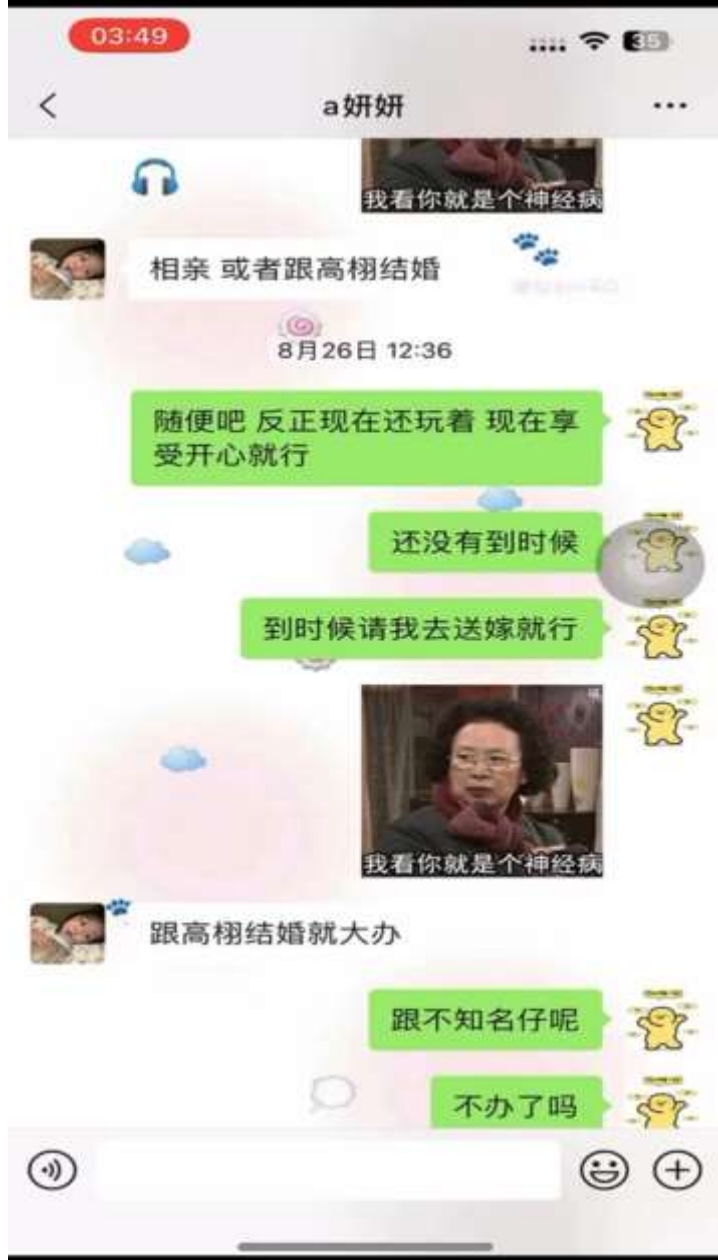 03:49
35
a妍妍
我看你就是个神经病
相亲 或者跟高栩结婚
8月26日 12:36
随便吧 反正现在还玩着 现在享
受开心就行
还没有到时候
到时候请我去送嫁就行
我看你就是个神经病
跟高栩结婚就大办
跟不知名仔呢
不办了吗